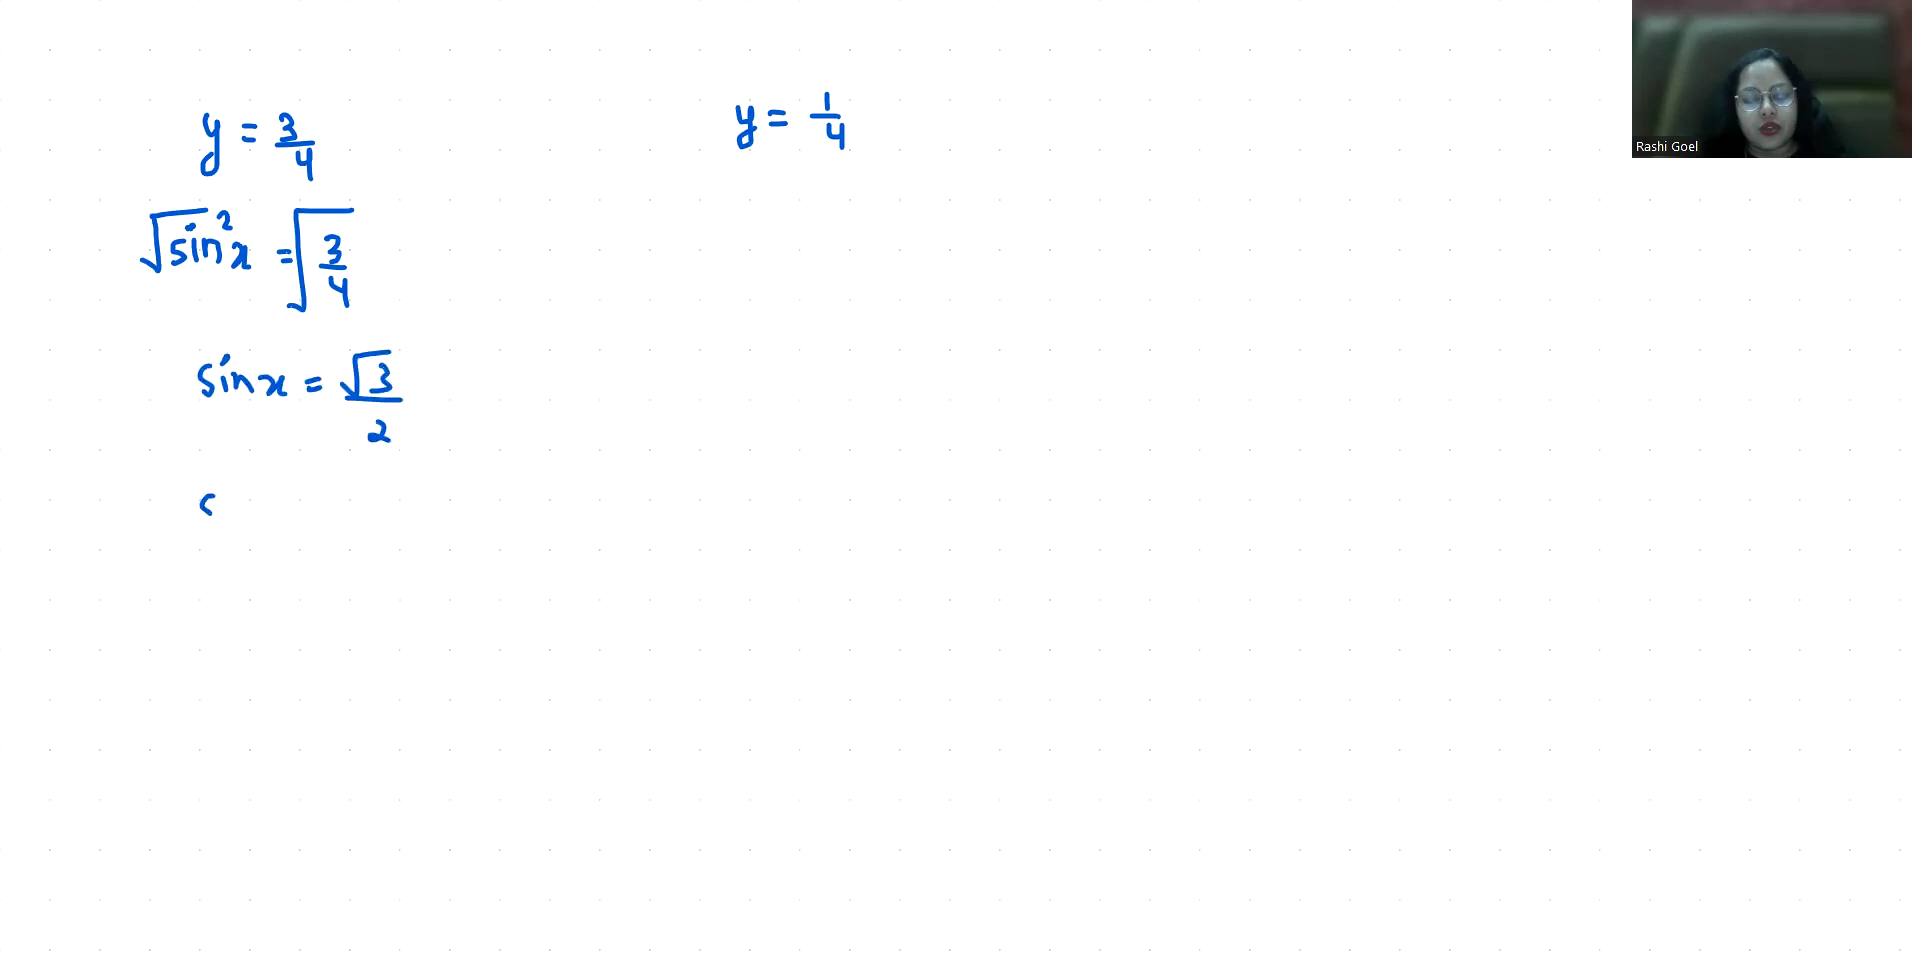 y = 3/4
√sin²x = √3/4
sinx = √3/2
y = 1/4
Rashi Goel